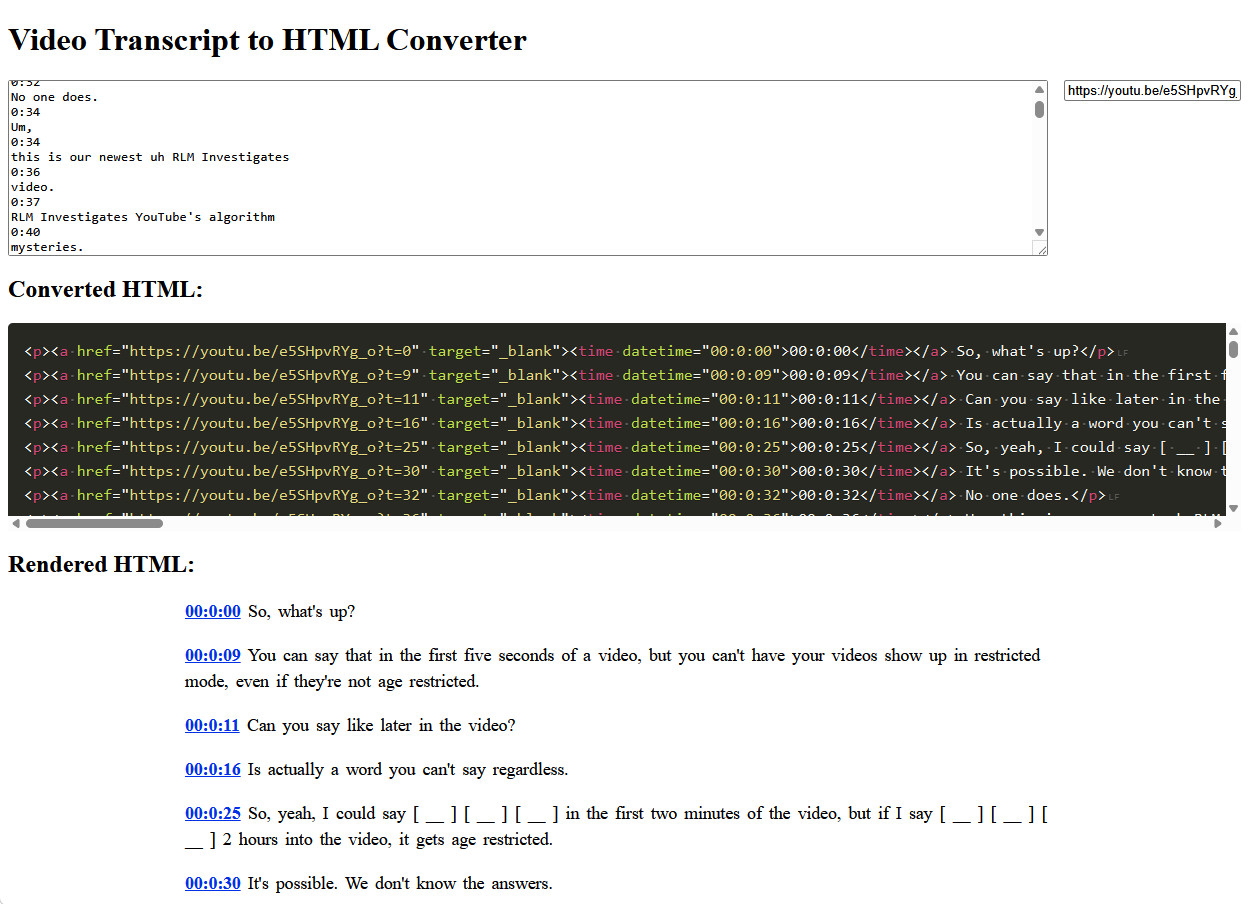 Video Transcript to HTML Converter
0:32
No one does.
0:34
Um,
0:34
this is our newest uh RLM Investigates
0:36
video.
0:37
RLM Investigates YouTube's algorithm
0:40
mysteries.
https://youtu.be/e5SHpvRYg_
Converted HTML:
<p><a·href="https://youtu.be/e5SHpvRYg_o?t=0"·target="_blank"><time·datetime="00:0:00">00:0:00</time></a>·So,·what's·up?</p>LF
<p><a·href="https://youtu.be/e5SHpvRYg_o?t=9"·target="_blank"><time·datetime="00:0:09">00:0:09</time></a>·You·can·say·that·in·the·first·f
<p><a·href="https://youtu.be/e5SHpvRYg_o?t=11"·target="_blank"><time·datetime="00:0:11">00:0:11</time></a>·Can·you·say·like·later·in·the·
<p><a·href="https://youtu.be/e5SHpvRYg_o?t=16"·target="_blank"><time·datetime="00:0:16">00:0:16</time></a>·Is·actually·a·word·you·can't·s
<p><a·href="https://youtu.be/e5SHpvRYg_o?t=25"·target="_blank"><time·datetime="00:0:25">00:0:25</time></a>·So,·yeah,·I·could·say·[·__·]·[
<p><a·href="https://youtu.be/e5SHpvRYg_o?t=30"·target="_blank"><time·datetime="00:0:30">00:0:30</time></a>·It's·possible.·We·don't·know·t
<p><a·href="https://youtu.be/e5SHpvRYg_o?t=32"·target="_blank"><time·datetime="00:0:32">00:0:32</time></a>·No·one·does.</p>LF
Rendered HTML:
00:0:00 So, what's up?
00:0:09 You can say that in the first five seconds of a video, but you can't have your videos show up in restricted
mode, even if they're not age restricted.
00:0:11 Can you say like later in the video?
00:0:16 Is actually a word you can't say regardless.
00:0:25 So, yeah, I could say [ __ ] [ __ ] [ __ ] in the first two minutes of the video, but if I say [ __ ] [ __ ] [
__ ] 2 hours into the video, it gets age restricted.
00:0:30 It's possible. We don't know the answers.